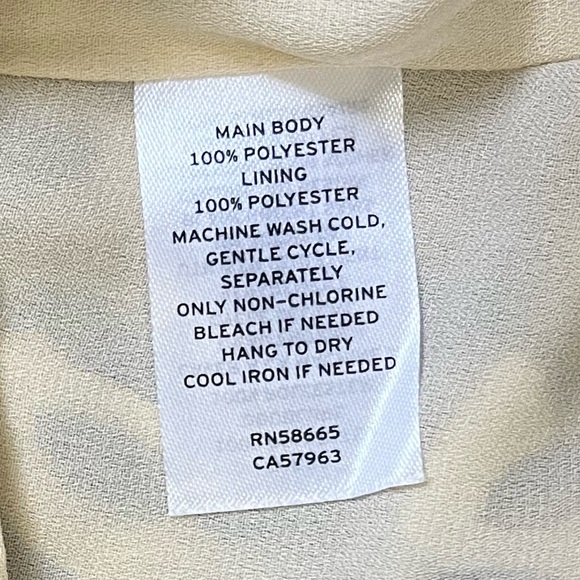 MAIN BODY
100% POLYESTER
LINING
100% POLYESTER
MACHINE WASH COLD,
GENTLE CYCLE,
SEPARATELY
ONLY NON-CHLORINE
BLEACH IF NEEDED
HANG TO DRY
COOL IRON IF NEEDED
RN58665
CA57963